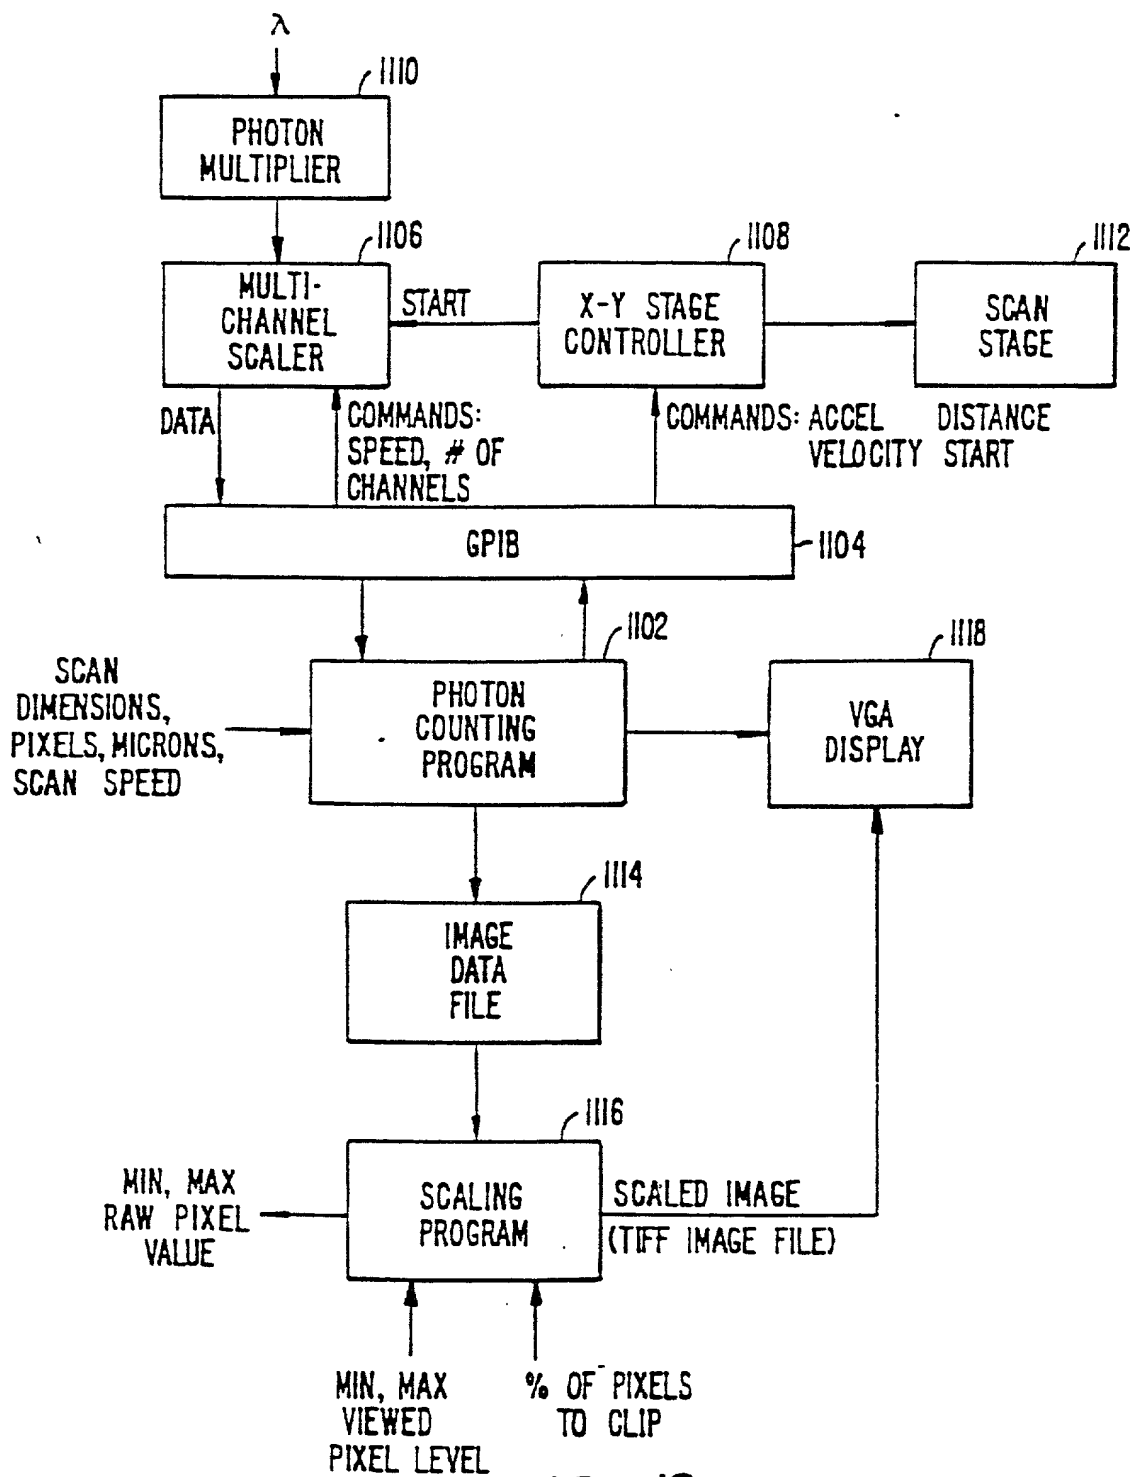 λ
1110
PHOTON
MULTIPLIER
1106
MULTI-
CHANNEL
SCALER
START
1108
X-Y STAGE
CONTROLLER
1112
SCAN
STAGE
DATA
COMMANDS:
SPEED, # OF
CHANNELS
COMMANDS: ACCEL DISTANCE
VELOCITY START
GPIB
1104
1102
PHOTON
COUNTING
PROGRAM
SCAN
DIMENSIONS,
PIXELS, MICRONS,
SCAN SPEED
1118
VGA
DISPLAY
1114
IMAGE
DATA
FILE
1116
SCALING
PROGRAM
MIN, MAX
RAW PIXEL
VALUE
SCALED IMAGE
(TIFF IMAGE FILE)
MIN, MAX
VIEWED
PIXEL LEVEL
% OF PIXELS
TO CLIP